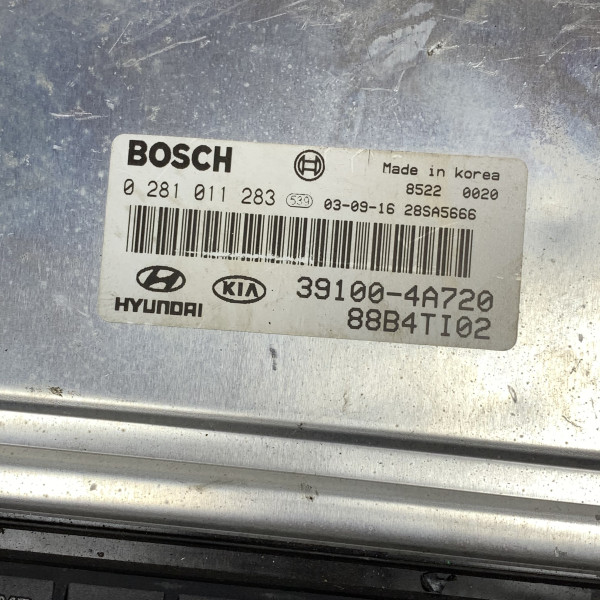 BOSCH
Made in Korea
8522 0020
0 281 011 283 539 03-09-16 28SA5666
HYUNDAI
KIA
39100-4A720
88B4TI02